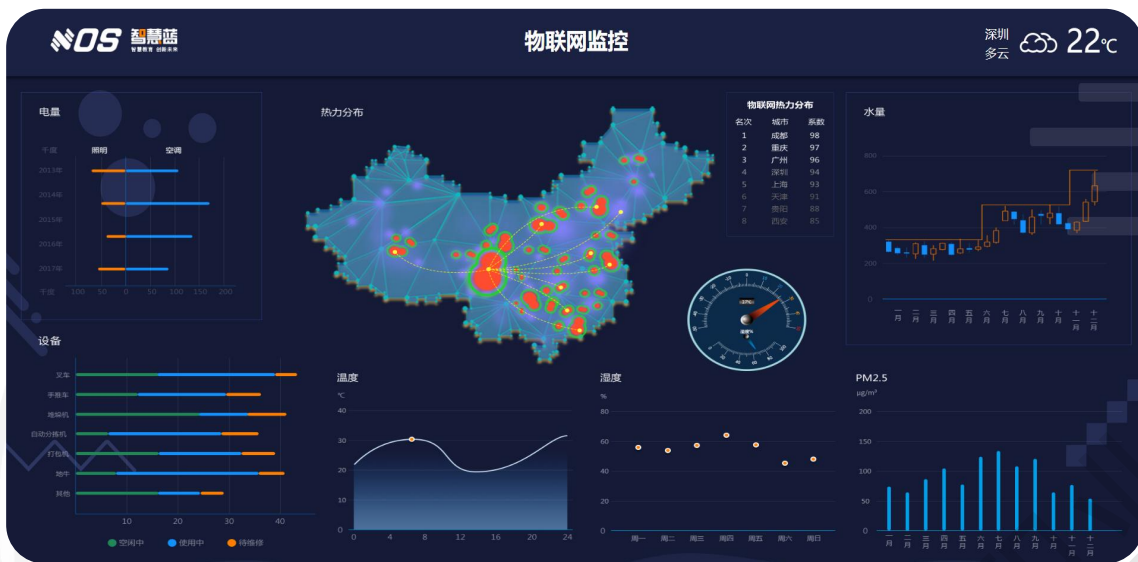 NOS 智慧蓝
智慧教育 创新未来
物联网监控
深圳
多云
22℃
电量
千度 照明 空调
2013年
2014年
2015年
2016年
2017年
千度 100 50 0 50 100 150 200
热力分布
物联网热力分布
名次 城市 系数
1 成都 98
2 重庆 97
3 广州 96
4 深圳 94
5 上海 93
6 天津 91
7 贵阳 88
8 西安 85
水量
800
600
400
200
0
一月 二月 三月 四月 五月 六月 七月 八月 九月 十月 十一月 十二月
设备
叉车
手推车
堆垛机
自动分拣机
打包机
地牛
其他
10 20 30 40
空闲中 使用中 待维修
温度
℃
40
30
20
10
0
0 4 8 12 16 20 24
湿度
%
80
60
40
20
0
周一 周二 周三 周四 周五 周六 周日
PM2.5
μg/m³
200
150
100
50
0
一月 二月 三月 四月 五月 六月 七月 八月 九月 十月 十一月 十二月